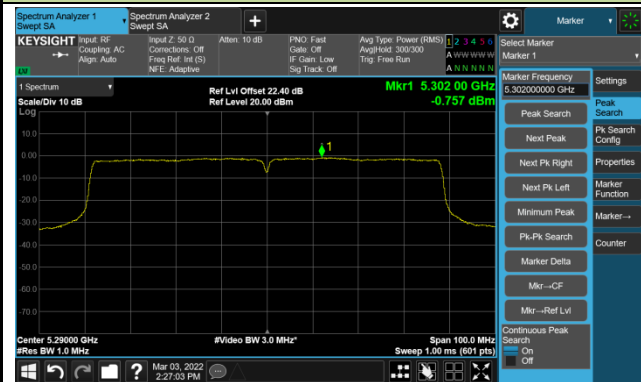 Spectrum Analyzer 1
Swept SA
Spectrum Analyzer 2
Swept SA
Marker
KEYSIGHT
Input: RF
Coupling: AC
Align: Auto
Input Z: 50 Ω
Corrections: Off
Freq Ref: Int (S)
NFE: Adaptive
Atten: 10 dB
PNO: Fast
Gate: Off
IF Gain: Low
Sig Track: Off
Avg Type: Power (RMS)
Avg|Hold: 300/300
Trig: Free Run
1 2 3 4 5 6
A W W W W W
A N N N N N
LVI
Select Marker
Marker 1
1 Spectrum
Scale/Div 10 dB
Log
Ref Lvl Offset 22.40 dB
Ref Level 20.00 dBm
Mkr1 5.302 00 GHz
-0.757 dBm
10.0
0.00
-10.0
-20.0
-30.0
-40.0
-50.0
-60.0
-70.0
1
Center 5.29000 GHz
#Res BW 1.0 MHz
#Video BW 3.0 MHz*
Span 100.0 MHz
Sweep 1.00 ms (601 pts)
Marker Frequency
5.302000000 GHz
Peak Search
Next Peak
Next Pk Right
Next Pk Left
Minimum Peak
Pk-Pk Search
Marker Delta
Mkr→CF
Mkr→Ref Lvl
Continuous Peak
Search
On
Off
Settings
Peak
Search
Pk Search
Config
Properties
Marker
Function
Marker→
Counter
Mar 03, 2022
2:27:03 PM